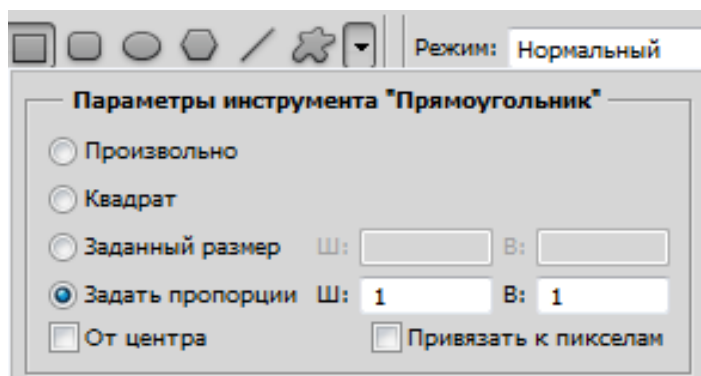 Режим: Нормальный
Параметры инструмента "Прямоугольник"
Произвольно
Квадрат
Заданный размер Ш: В:
Задать пропорции Ш: 1 В: 1
От центра Привязать к пикселам